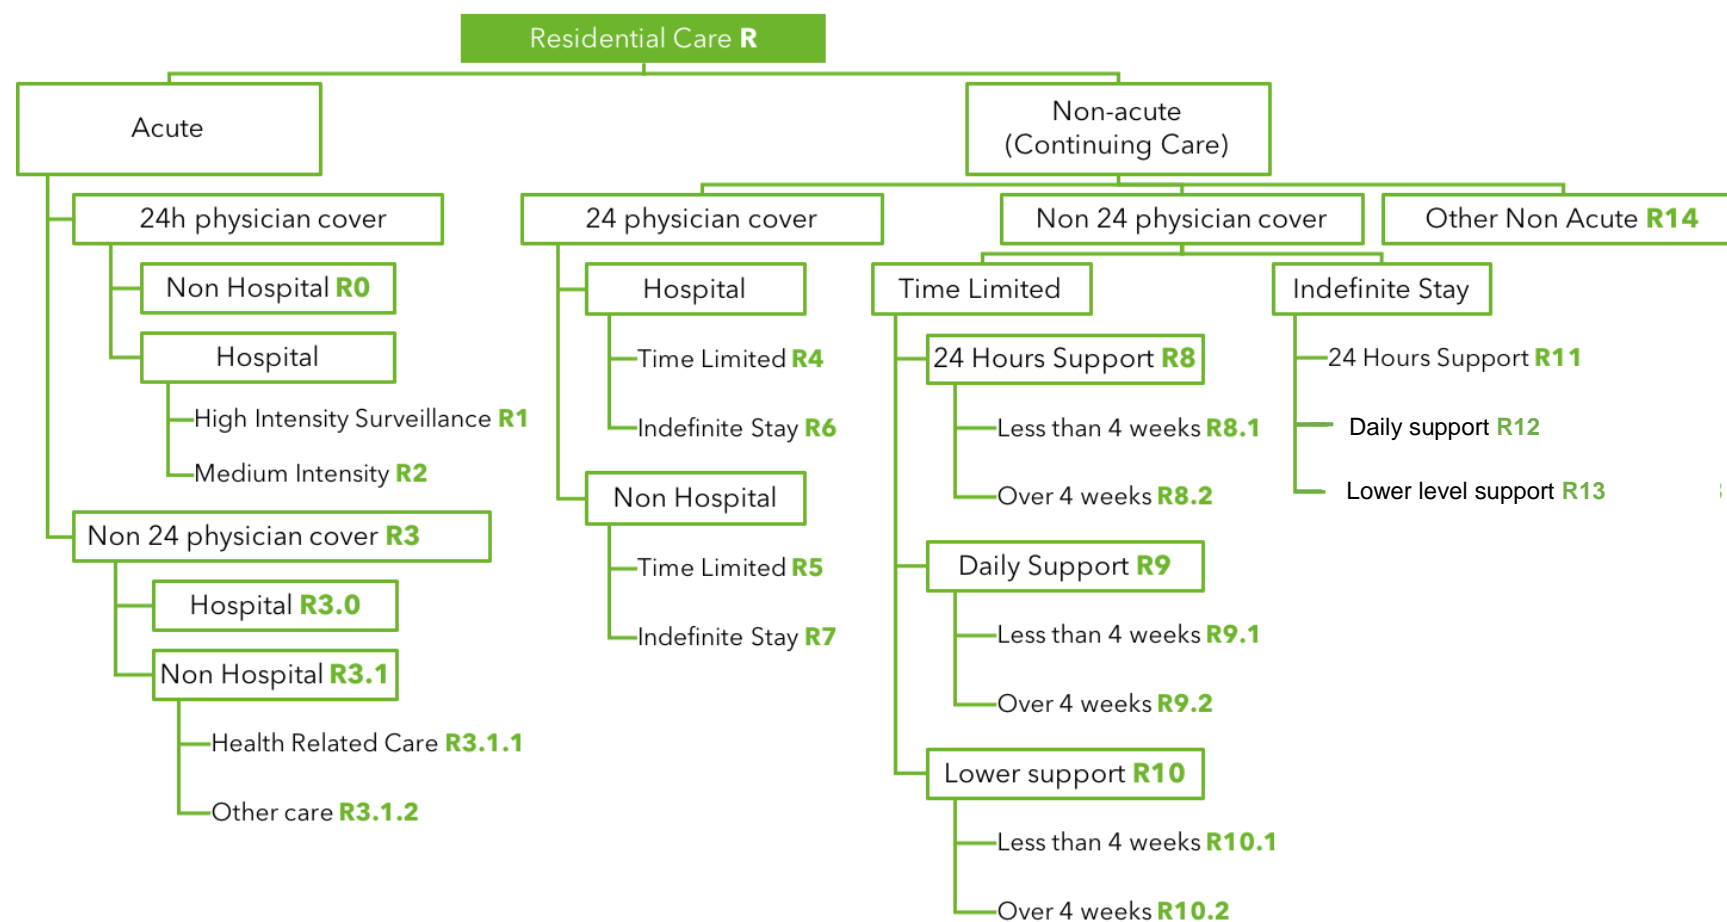 Residential Care R
Acute
Non-acute
(Continuing Care)
24h physician cover
Non Hospital R0
Hospital
High Intensity Surveillance R1
Medium Intensity R2
Non 24 physician cover R3
Hospital R3.0
Non Hospital R3.1
Health Related Care R3.1.1
Other care R3.1.2
24 physician cover
Hospital
Time Limited R4
Indefinite Stay R6
Non Hospital
Time Limited R5
Indefinite Stay R7
Non 24 physician cover
Time Limited
24 Hours Support R8
Less than 4 weeks R8.1
Over 4 weeks R8.2
Daily Support R9
Less than 4 weeks R9.1
Over 4 weeks R9.2
Lower support R10
Less than 4 weeks R10.1
Over 4 weeks R10.2
Indefinite Stay
24 Hours Support R11
Daily support R12
Lower level support R13
Other Non Acute R14